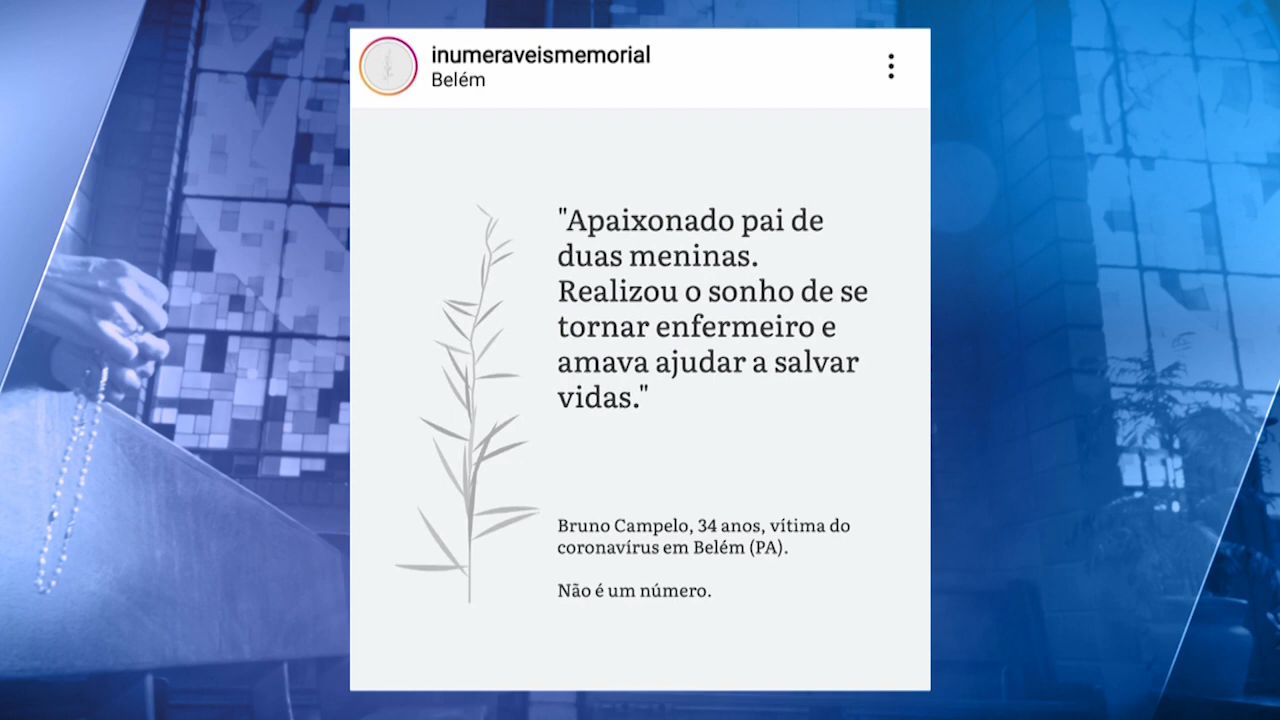 inumeraveismemorial
Belém
"Apaixonado pai de
duas meninas.
Realizou o sonho de se
tornar enfermeiro e
amava ajudar a salvar
vidas."
Bruno Campelo, 34 anos, vítima do
coronavírus em Belém (PA).
Não é um número.